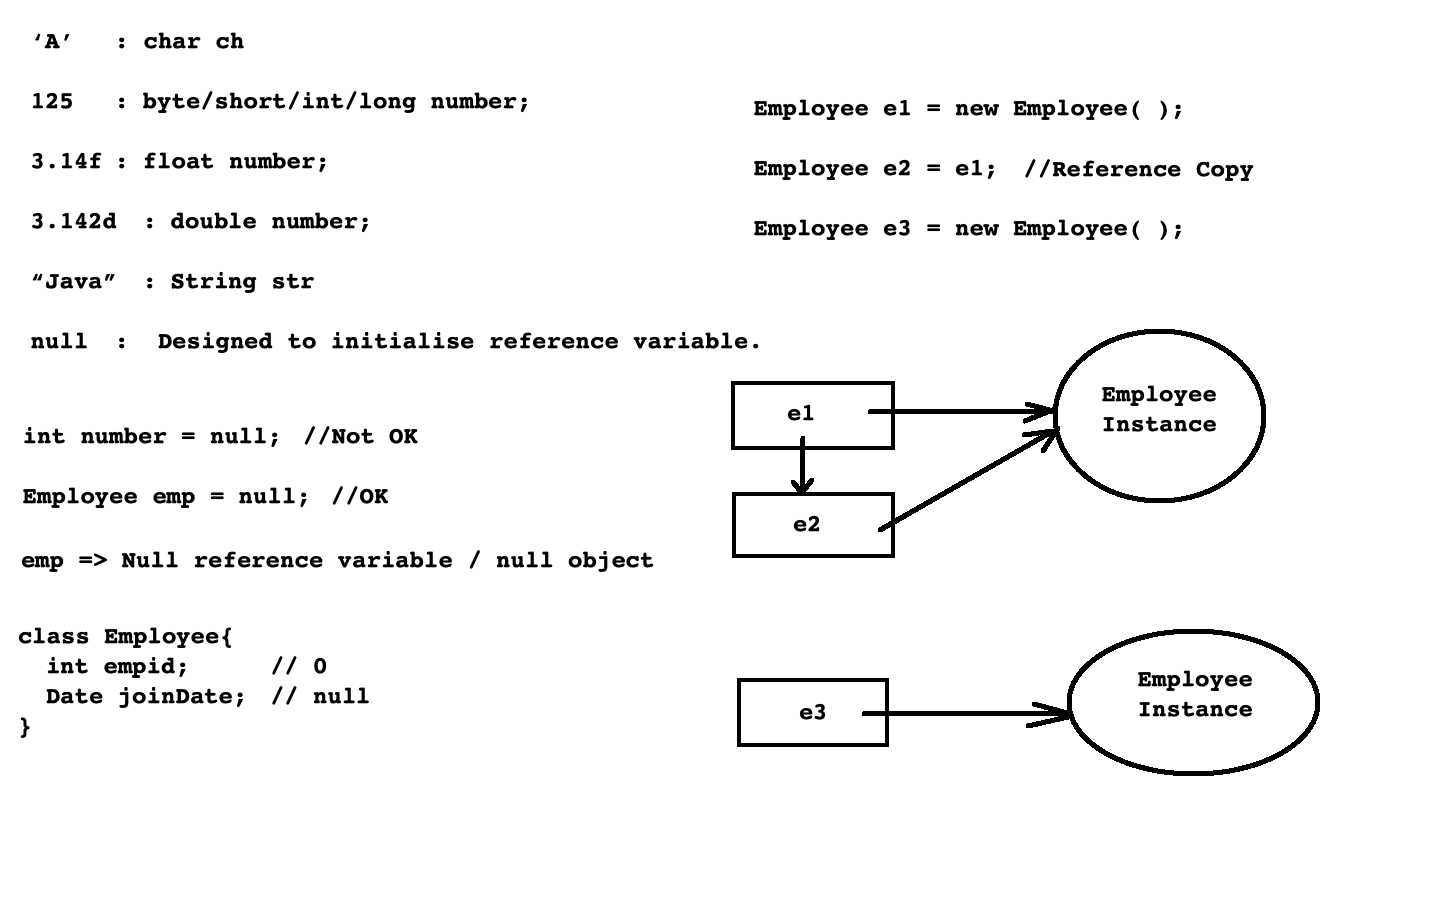 ‘A’ : char ch
125 : byte/short/int/long number;
3.14f : float number;
3.142d : double number;
“Java” : String str
null : Designed to initialise reference variable.
int number = null; //Not OK
Employee emp = null; //OK
emp => Null reference variable / null object
class Employee{
int empid; // 0
Date joinDate; // null
}
Employee e1 = new Employee( );
Employee e2 = e1; //Reference Copy
Employee e3 = new Employee( );
e1
Employee
Instance
e2
e3
Employee
Instance